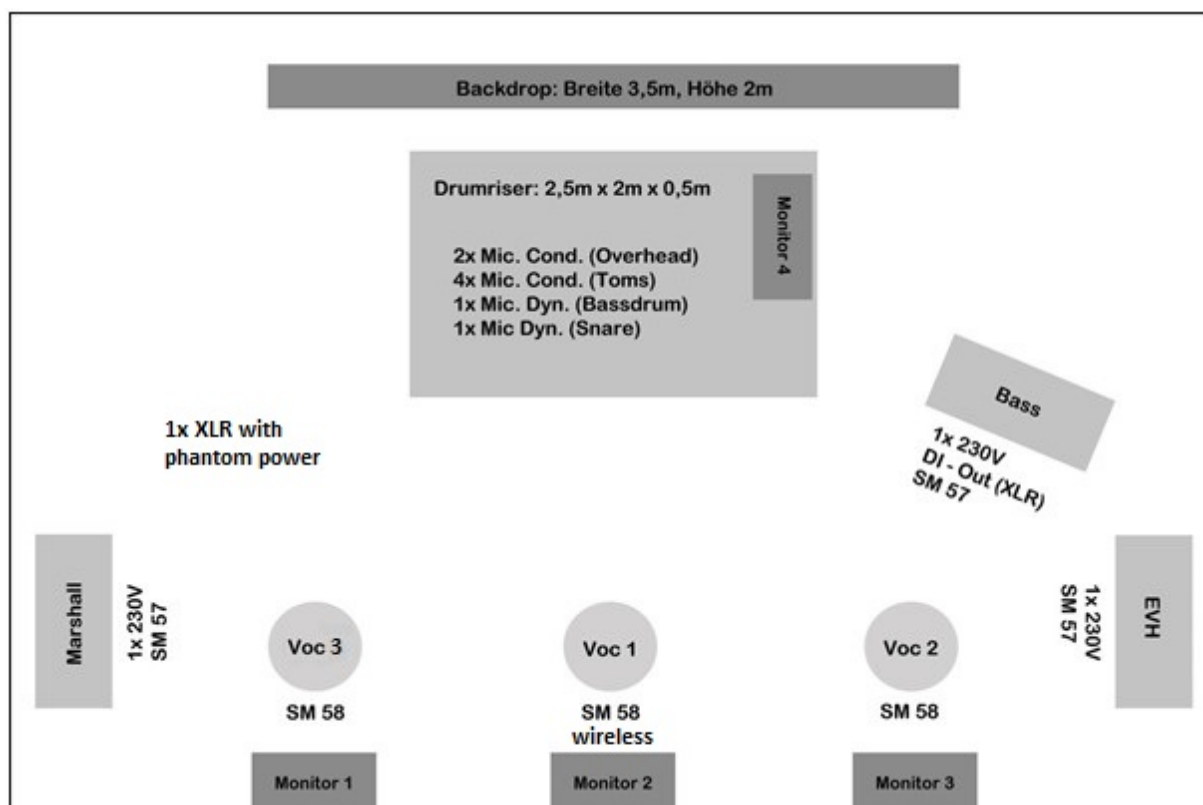 Backdrop: Breite 3,5m, Höhe 2m
Drumriser: 2,5m x 2m x 0,5m
Monitor 4
2x Mic. Cond. (Overhead)
4x Mic. Cond. (Toms)
1x Mic. Dyn. (Bassdrum)
1x Mic Dyn. (Snare)
Bass
1x 230V
DI - Out (XLR)
SM 57
1x XLR with
phantom power
Marshall
1x 230V
SM 57
Voc 3
SM 58
Voc 1
SM 58
wireless
Voc 2
SM 58
1x 230V
SM 57
EVH
Monitor 1
Monitor 2
Monitor 3